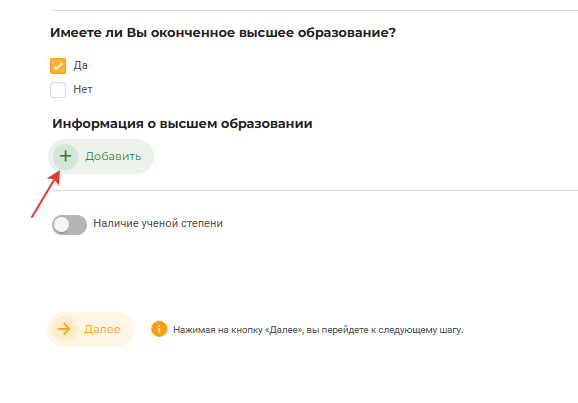 Имеете ли Вы оконченное высшее образование?
Да
Нет
Информация о высшем образовании
Добавить
Наличие ученой степени
Далее
Нажимая на кнопку «Далее», вы перейдете к следующему шагу.